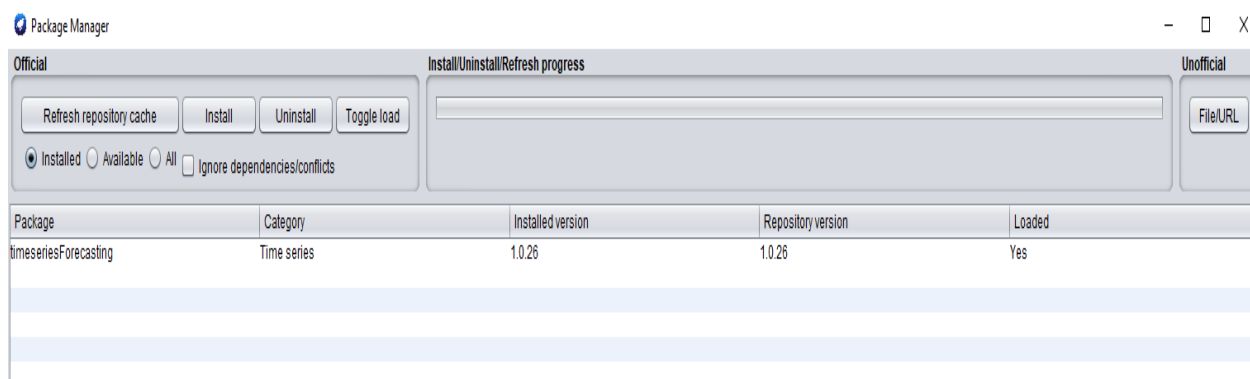 Package Manager
Official
Install/Uninstall/Refresh progress
Unofficial
Refresh repository cache
Install
Uninstall
Toggle load
File/URL
Installed
Available
All
Ignore dependencies/conflicts
Package
Category
Installed version
Repository version
Loaded
timeseriesForecasting
Time series
1.0.26
1.0.26
Yes